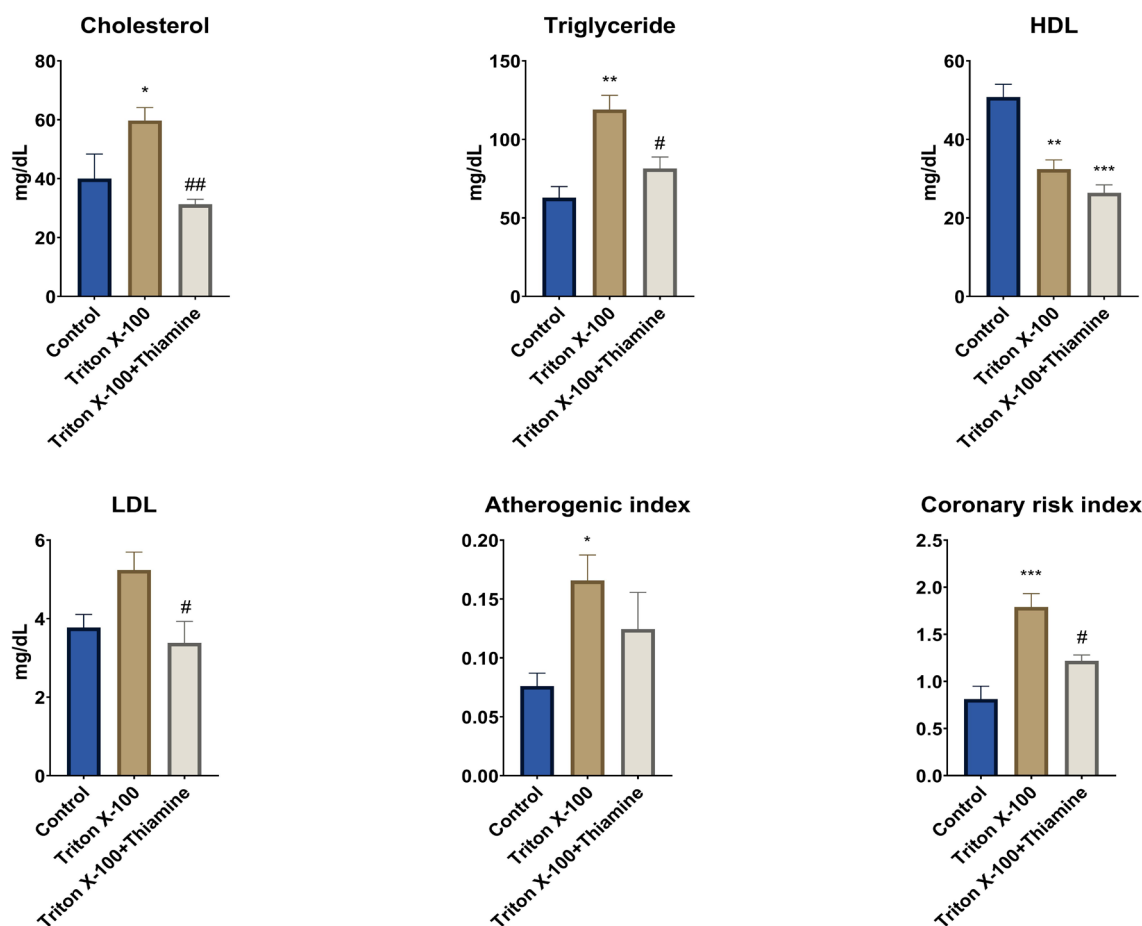 Cholesterol
80
60
40
20
0
mg/dL
*
##
Control
Triton X-100
Triton X-100+Thiamine
Triglyceride
150
100
50
0
mg/dL
**
#
Control
Triton X-100
Triton X-100+Thiamine
HDL
60
40
20
0
mg/dL
**
***
Control
Triton X-100
Triton X-100+Thiamine
LDL
6
4
2
0
mg/dL
#
Control
Triton X-100
Triton X-100+Thiamine
Atherogenic index
0.20
0.15
0.10
0.05
0.00
*
Control
Triton X-100
Triton X-100+Thiamine
Coronary risk index
2.5
2.0
1.5
1.0
0.5
0.0
***
#
Control
Triton X-100
Triton X-100+Thiamine